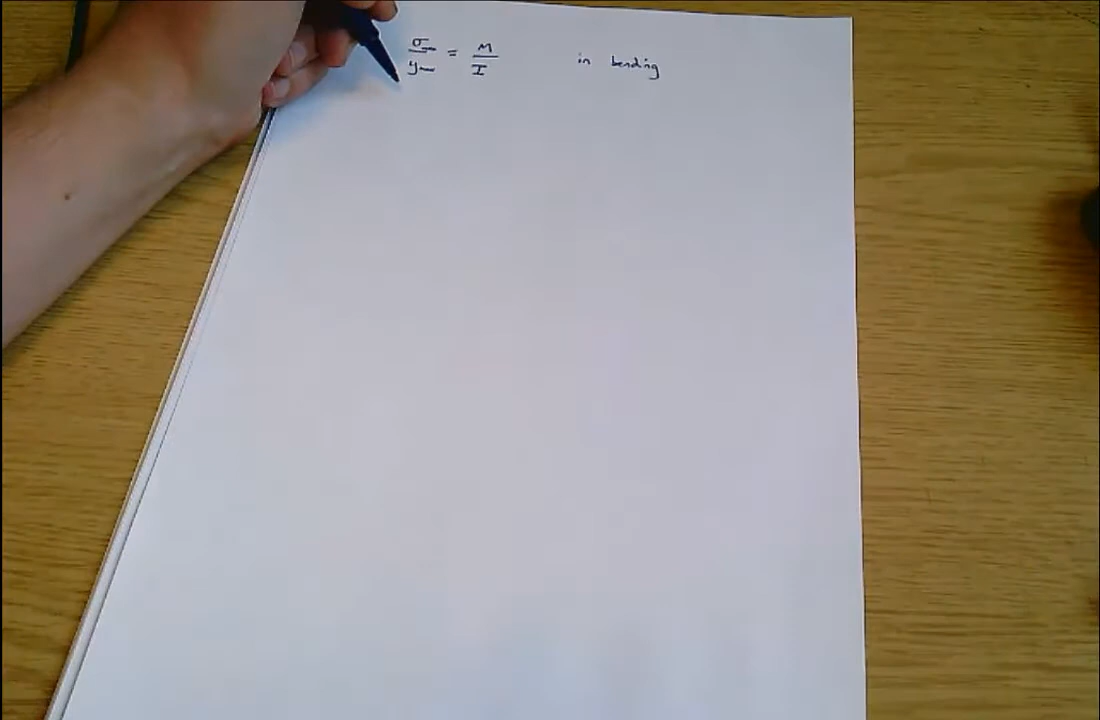 σ/y = M/I in bending